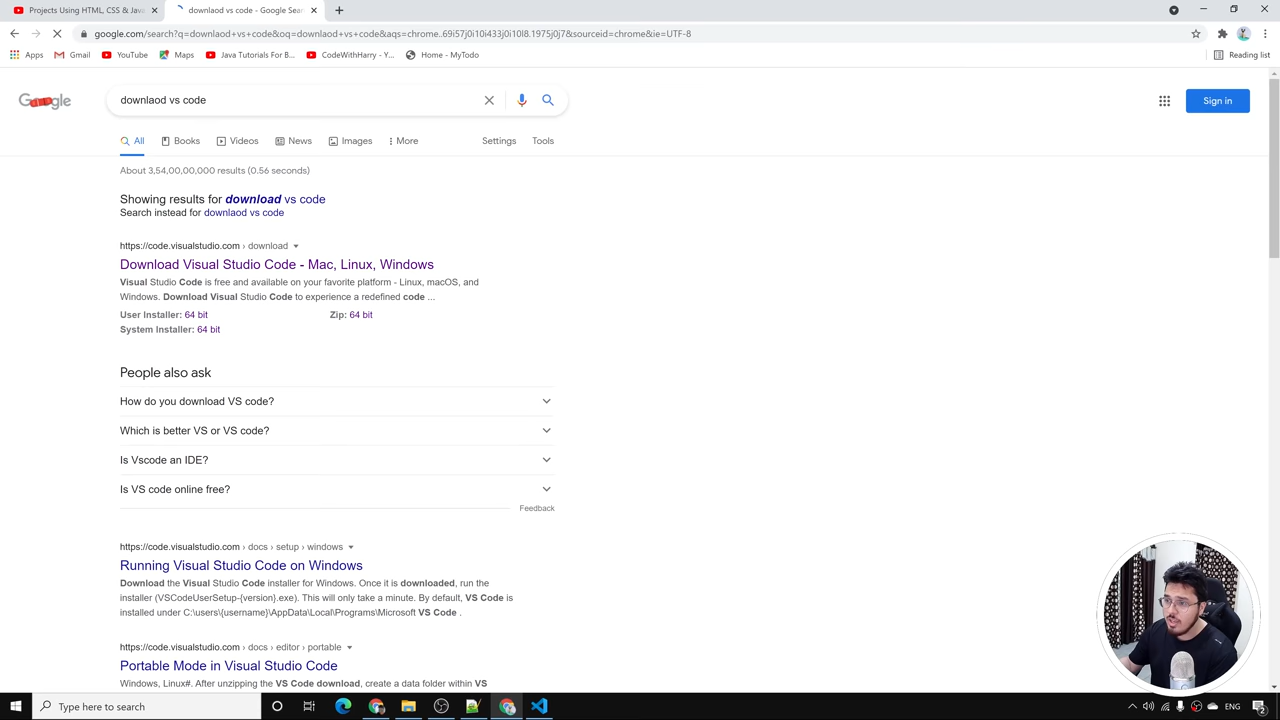 Projects Using HTML, CSS & Java
downlaod vs code - Google Sear
google.com/search?q=downlaod+vs+code&oq=downlaod+vs+code&aqs=chrome..69i57j0i10i433j0i10l8.1975j0j7&sourceid=chrome&ie=UTF-8
Apps
Gmail
YouTube
Maps
Java Tutorials For B...
CodeWithHarry - Y...
Home - MyTodo
Reading list
Google
downlaod vs code
Sign in
All
Books
Videos
News
Images
More
Settings
Tools
About 3,54,00,00,000 results (0.56 seconds)
Showing results for download vs code
Search instead for downlaod vs code
https://code.visualstudio.com › download
Download Visual Studio Code - Mac, Linux, Windows
Visual Studio Code is free and available on your favorite platform - Linux, macOS, and
Windows. Download Visual Studio Code to experience a redefined code ...
User Installer: 64 bit
Zip: 64 bit
System Installer: 64 bit
People also ask
How do you download VS code?
Which is better VS or VS code?
Is Vscode an IDE?
Is VS code online free?
Feedback
https://code.visualstudio.com › docs › setup › windows
Running Visual Studio Code on Windows
Download the Visual Studio Code installer for Windows. Once it is downloaded, run the
installer (VSCodeUserSetup-{version}.exe). This will only take a minute. By default, VS Code is
installed under C:\users\{username}\AppData\Local\Programs\Microsoft VS Code .
https://code.visualstudio.com › docs › editor › portable
Portable Mode in Visual Studio Code
Windows, Linux#. After unzipping the VS Code download, create a data folder within VS
Type here to search
ENG
2